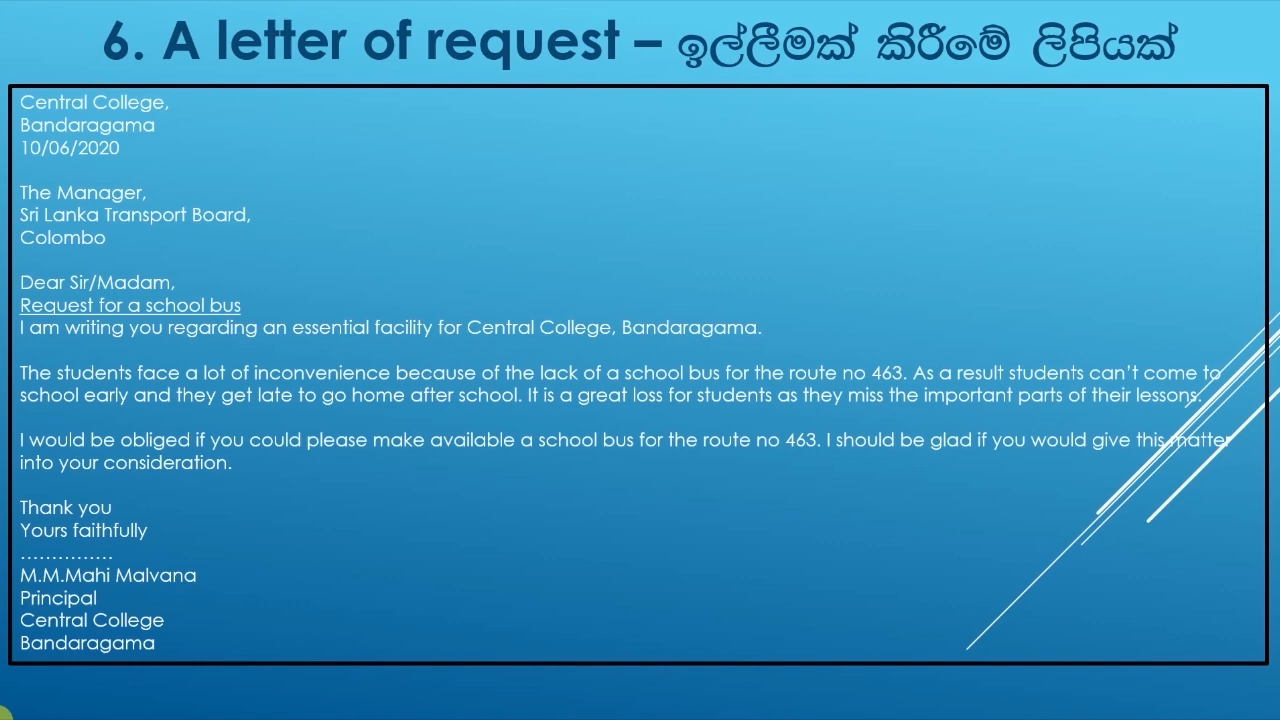 6. A letter of request – ඉල්ලීමක් කිරීමේ ලිපියක්
Central College,
Bandaragama
10/06/2020
The Manager,
Sri Lanka Transport Board,
Colombo
Dear Sir/Madam,
Request for a school bus
I am writing you regarding an essential facility for Central College, Bandaragama.
The students face a lot of inconvenience because of the lack of a school bus for the route no 463. As a result students can’t come to
school early and they get late to go home after school. It is a great loss for students as they miss the important parts of their lessons.
I would be obliged if you could please make available a school bus for the route no 463. I should be glad if you would give this matter
into your consideration.
Thank you
Yours faithfully
……………
M.M.Mahi Malvana
Principal
Central College
Bandaragama